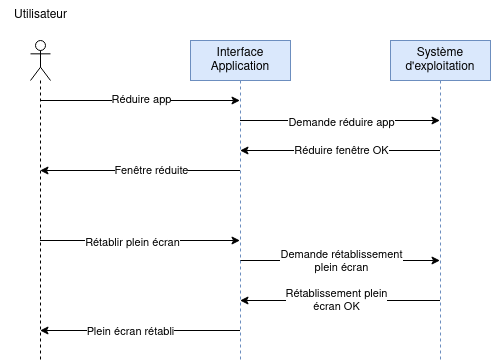 Utilisateur
Interface
Application
Système
d'exploitation
Réduire app
Demande réduire app
Réduire fenêtre OK
Fenêtre réduite
Rétablir plein écran
Demande rétablissement
plein écran
Rétablissement plein
écran OK
Plein écran rétabli